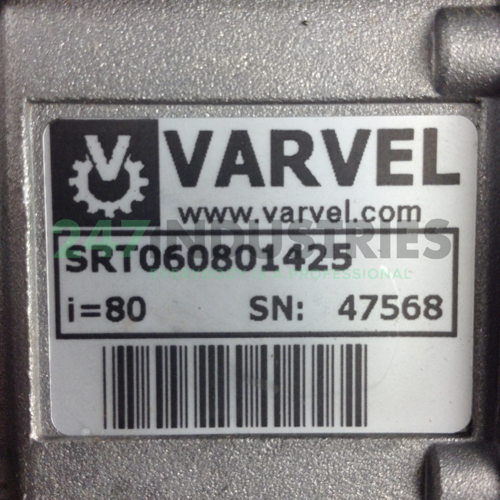 V
VARVEL
www.varvel.com
247 INDUSTRIES
SRT060801425
i=80 SN: 47568